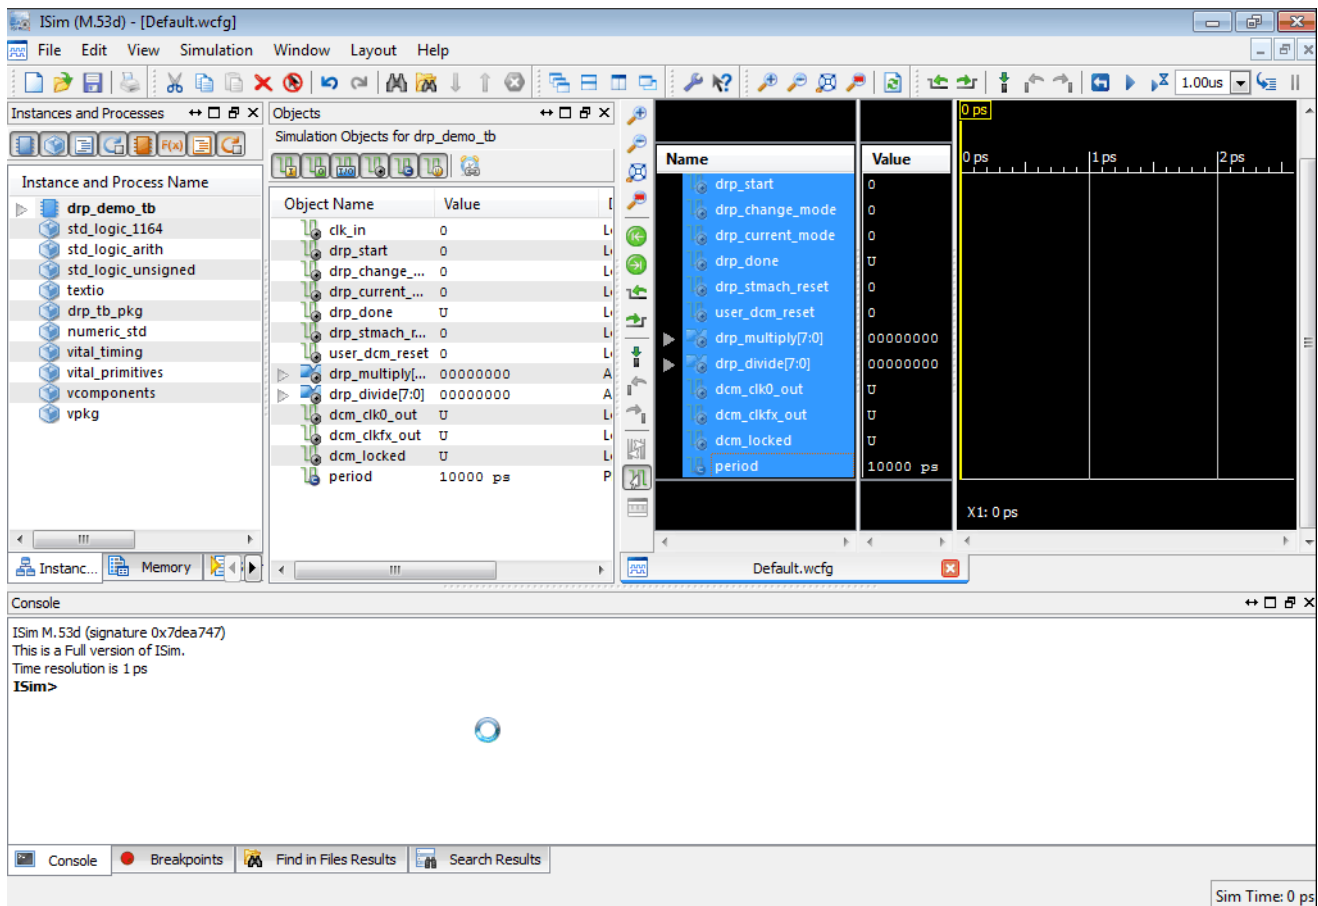 ISim (M.53d) - [Default.wcfg]
File Edit View Simulation Window Layout Help
1.00us
Instances and Processes
Instance and Process Name
drp_demo_tb
std_logic_1164
std_logic_arith
std_logic_unsigned
textio
drp_tb_pkg
numeric_std
vital_timing
vital_primitives
vcomponents
vpkg
Instanc... Memory
Objects
Simulation Objects for drp_demo_tb
Object Name Value
clk_in 0
drp_start 0
drp_change_... 0
drp_current_... 0
drp_done U
drp_stmach_r... 0
user_dcm_reset 0
drp_multiply[... 00000000
drp_divide[7:0] 00000000
dcm_clk0_out U
dcm_clkfx_out U
dcm_locked U
period 10000 ps
Name Value
drp_start 0
drp_change_mode 0
drp_current_mode 0
drp_done U
drp_stmach_reset 0
user_dcm_reset 0
drp_multiply[7:0] 00000000
drp_divide[7:0] 00000000
dcm_clk0_out U
dcm_clkfx_out U
dcm_locked U
period 10000 ps
0 ps
0 ps 1 ps 2 ps
X1: 0 ps
Default.wcfg
Console
ISim M.53d (signature 0x7dea747)
This is a Full version of ISim.
Time resolution is 1 ps
ISim>
Console Breakpoints Find in Files Results Search Results
Sim Time: 0 ps